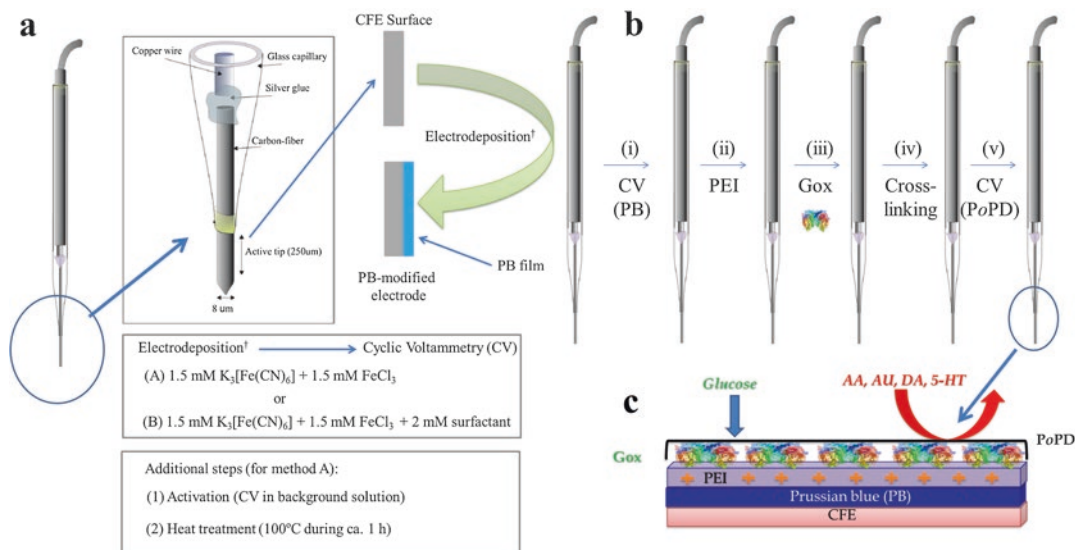 a
CFE Surface
Copper wire
Glass capillary
Silver glue
Carbon-fiber
Electrodeposition†
Active tip (250um)
PB film
PB-modified
electrode
8 um
Electrodeposition† Cyclic Voltammetry (CV)
(A) 1.5 mM K₃[Fe(CN)₆] + 1.5 mM FeCl₃
or
(B) 1.5 mM K₃[Fe(CN)₆] + 1.5 mM FeCl₃ + 2 mM surfactant
Additional steps (for method A):
(1) Activation (CV in background solution)
(2) Heat treatment (100ºC during ca. 1 h)
b
(i)
CV
(PB)
(ii)
PEI
(iii)
Gox
(iv)
Cross-
linking
(v)
CV
(PoPD)
c
Glucose
AA, AU, DA, 5-HT
PoPD
Gox
PEI
Prussian blue (PB)
CFE